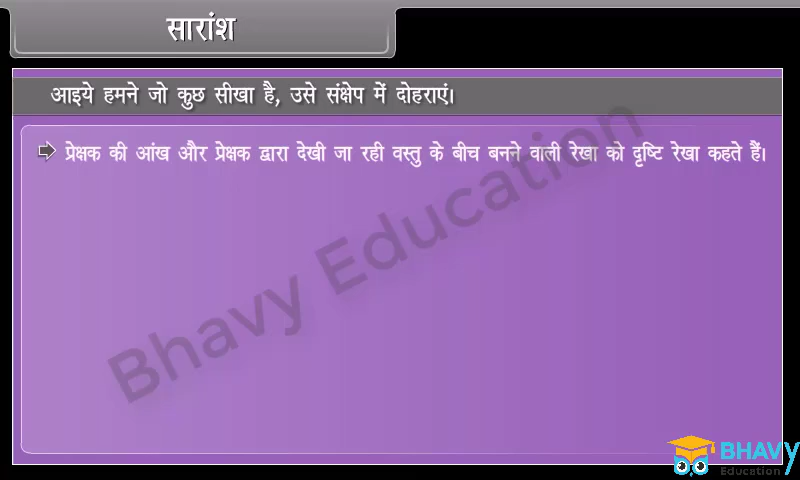 सारांश
आइये हमने जो कुछ सीखा है, उसे संक्षेप में दोहराएं।
प्रेक्षक की आंख और प्रेक्षक द्वारा देखी जा रही वस्तु के बीच बनने वाली रेखा को दृष्टि रेखा कहते हैं।
Bhavy Education
BHAVY
Education